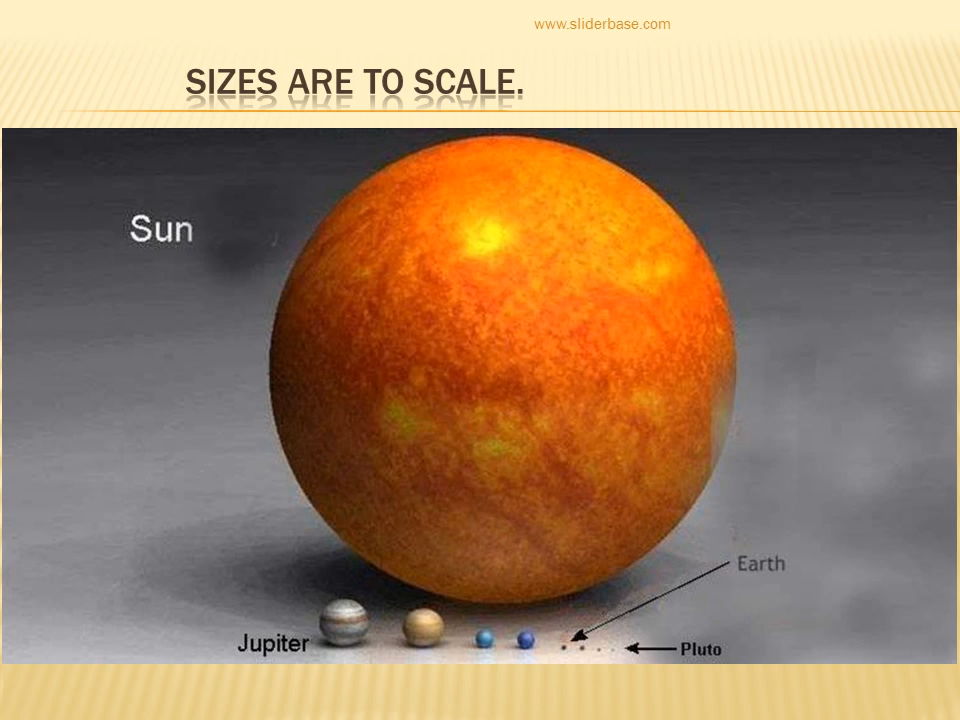 www.sliderbase.com
SIZES ARE TO SCALE.
Sun
Earth
Jupiter
Pluto